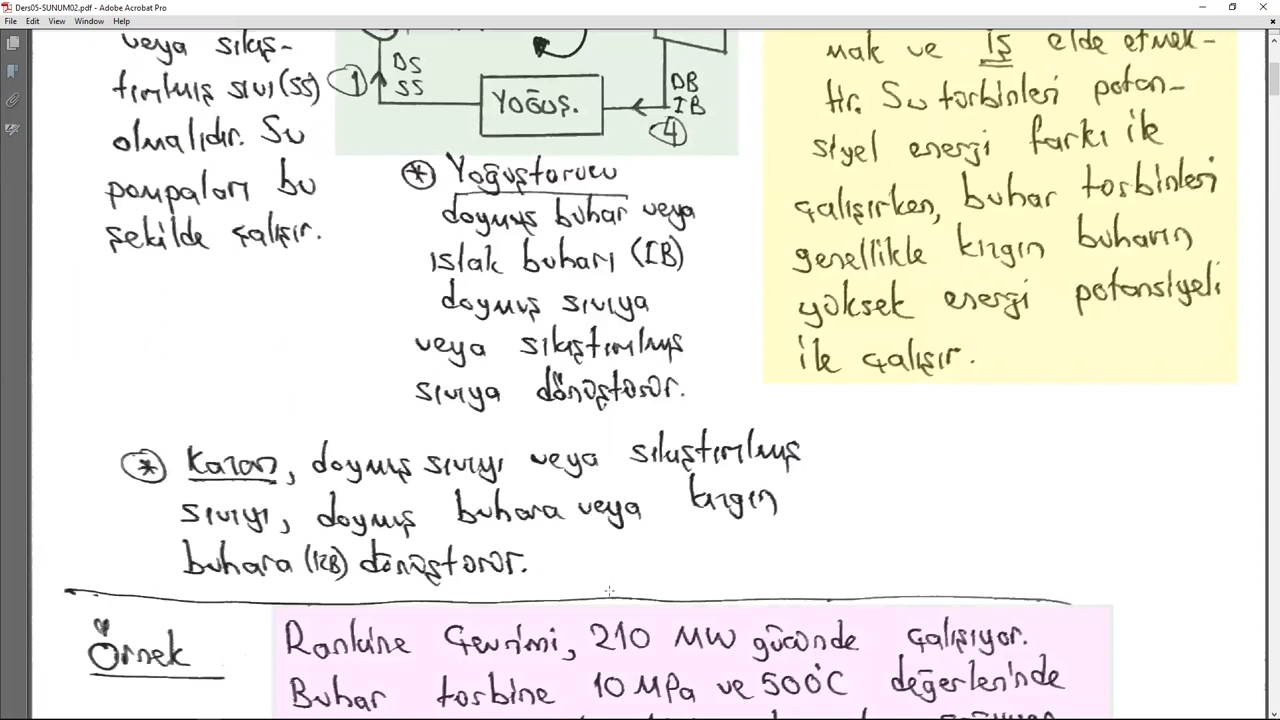 Ders05-SUNUM02.pdf - Adobe Acrobat Pro
File Edit View Window Help
veya sıkış-
tırılmış sıvı (SS)
olmalıdır. Su
pompaları bu
şekilde çalışır.
1
DS
SS
YOĞUŞ.
DB
IB
4
* Yoğuşturucu
doymuş buhar veya
ıslak buharı (IB)
doymuş sıvıya
veya sıkıştırılmış
sıvıya dönüştürür.
mak ve İŞ elde etmek-
tir. Su türbinleri potan-
siyel energi farkı ile
çalışırken, buhar türbinleri
genellikle kızgın buharın
yüksek energi potansiyeli
ile çalışır.
* Kazan, doymuş sıvıyı veya sıkıştırılmış
sıvıyı, doymuş buhara veya kızgın
buhara (KB) dönüştürür.
Örnek
Rankine Çevrimi, 210 MW gücünde çalışıyor.
Buhar türbine 10 MPa ve 500°C değerlerinde